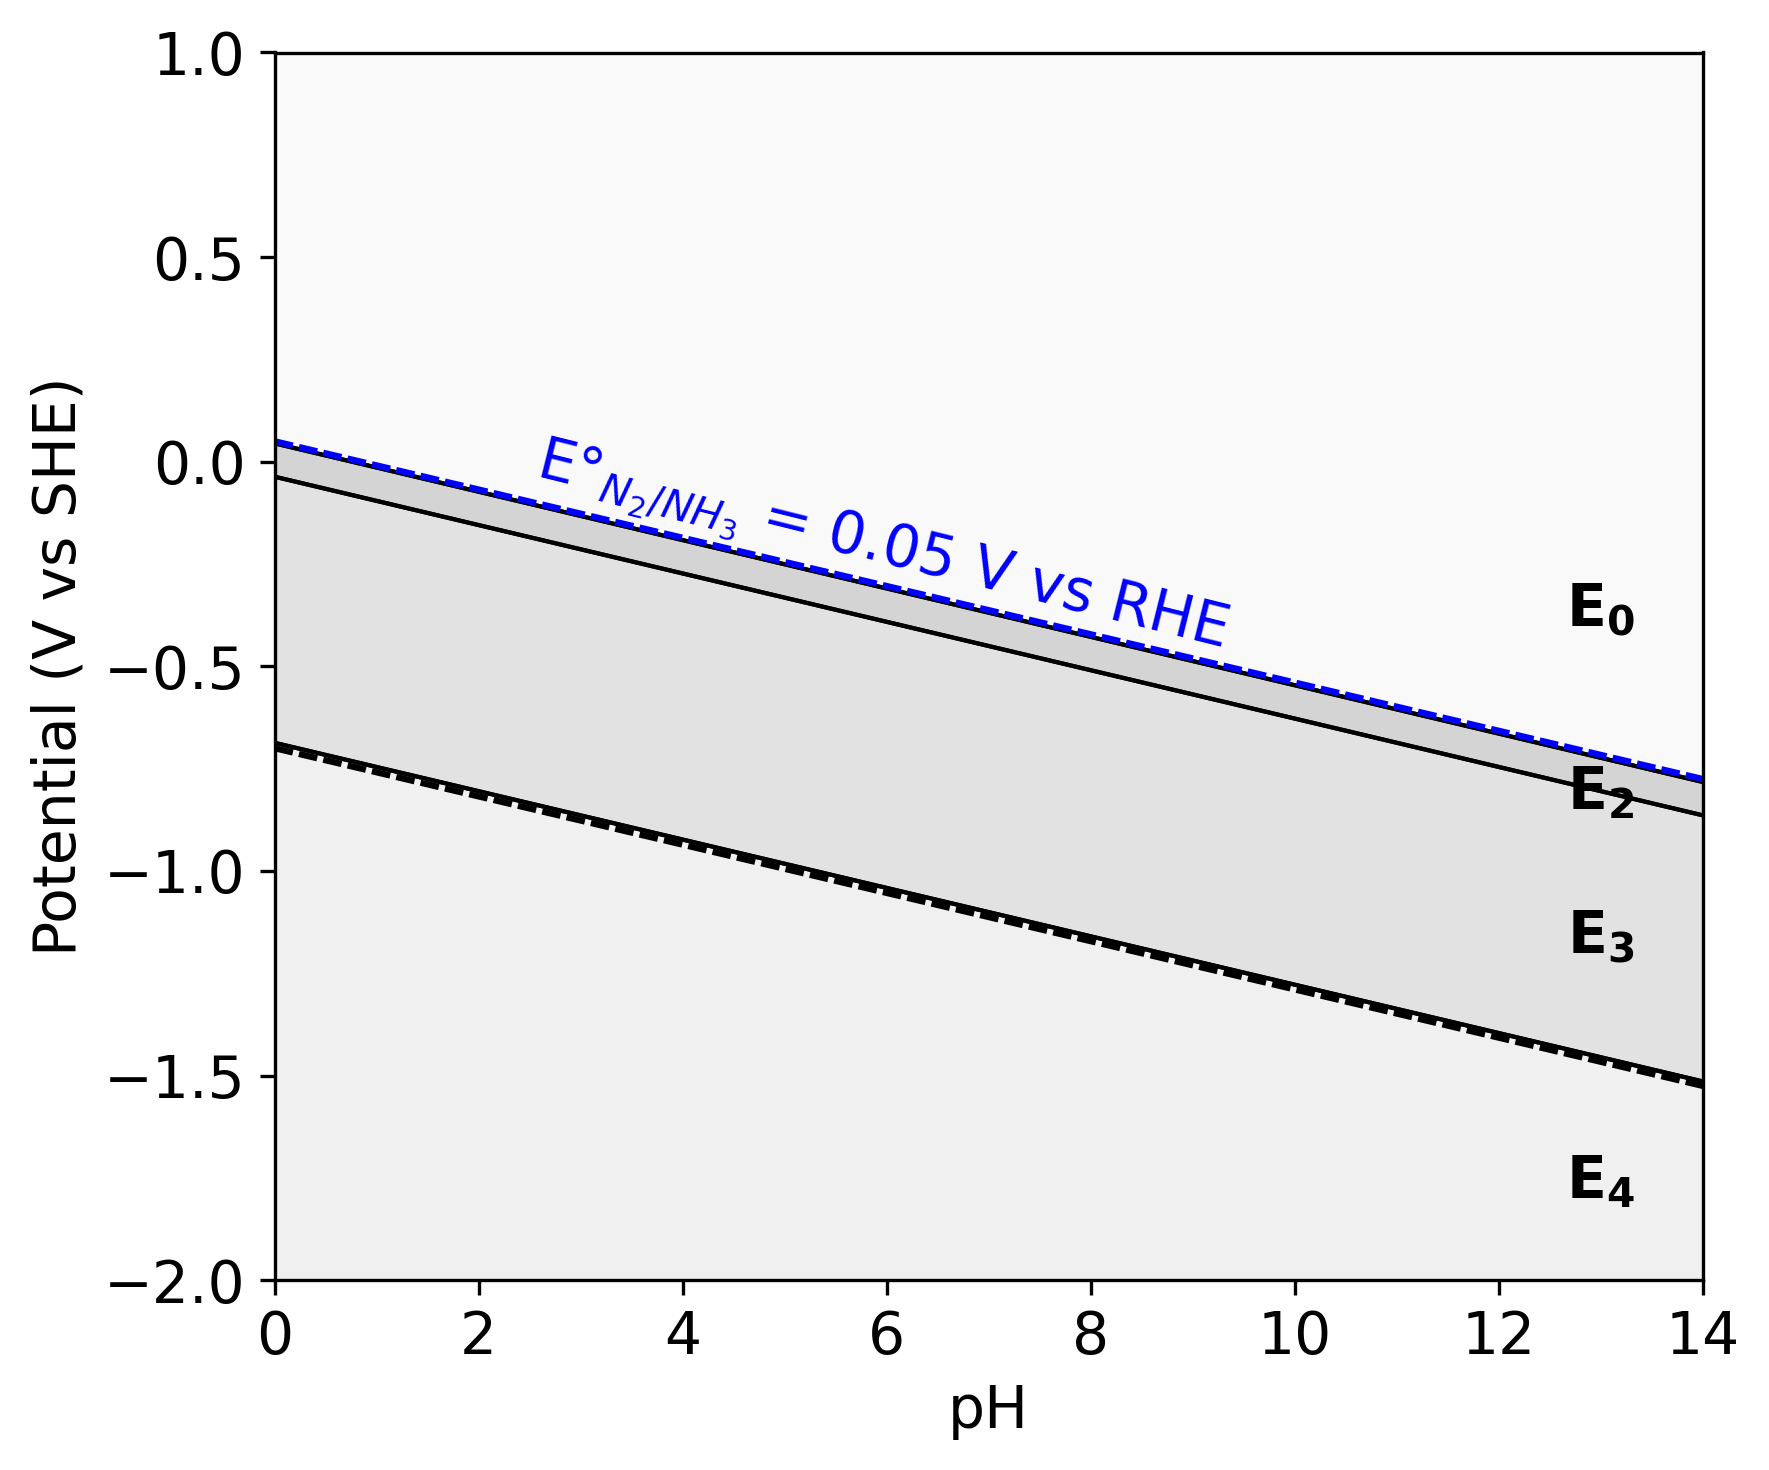 1.0
0.5
0.0
−0.5
−1.0
−1.5
−2.0
Potential (V vs SHE)
E°N2/NH3 = 0.05 V vs RHE
E0
E2
E3
E4
0 2 4 6 8 10 12 14
pH